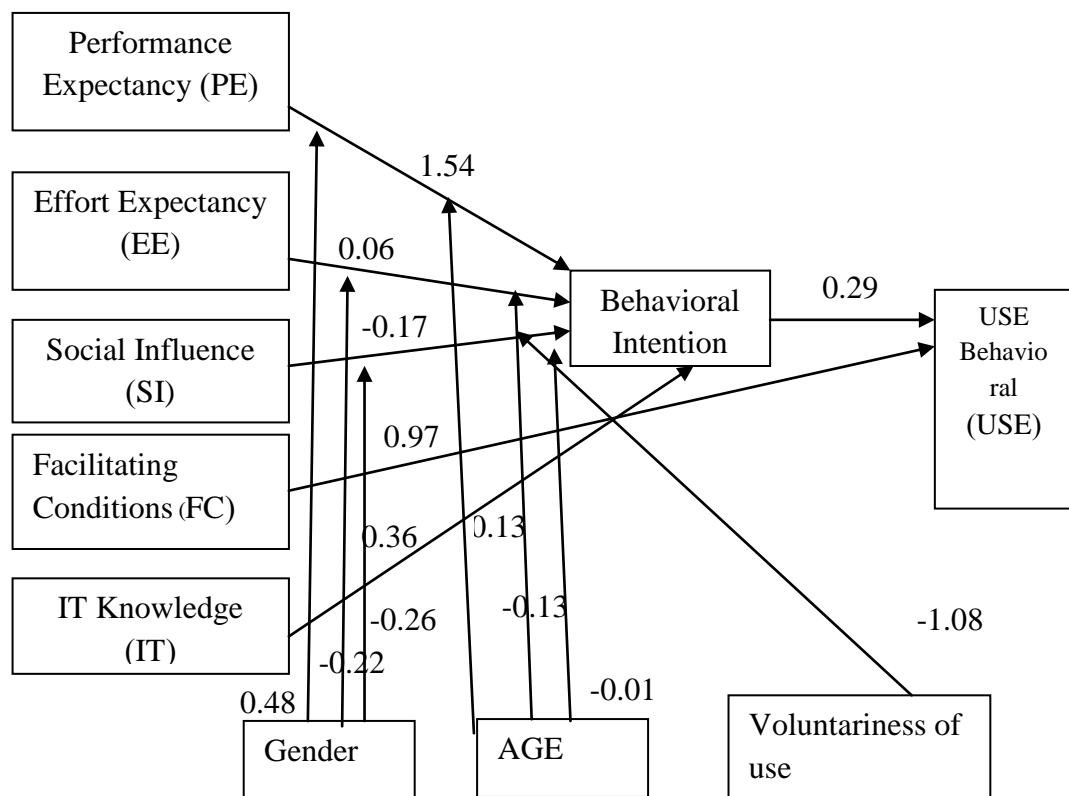 Performance
Expectancy (PE)
1.54
Effort Expectancy
(EE)
0.06
Behavioral
Intention
0.29
USE
Behavio
ral
(USE)
Social Influence
(SI)
-0.17
Facilitating
Conditions (FC)
0.97
0.36
0.13
IT Knowledge
(IT)
-0.26
-0.13
-1.08
-0.22
0.48
-0.01
Gender
AGE
Voluntariness of
use